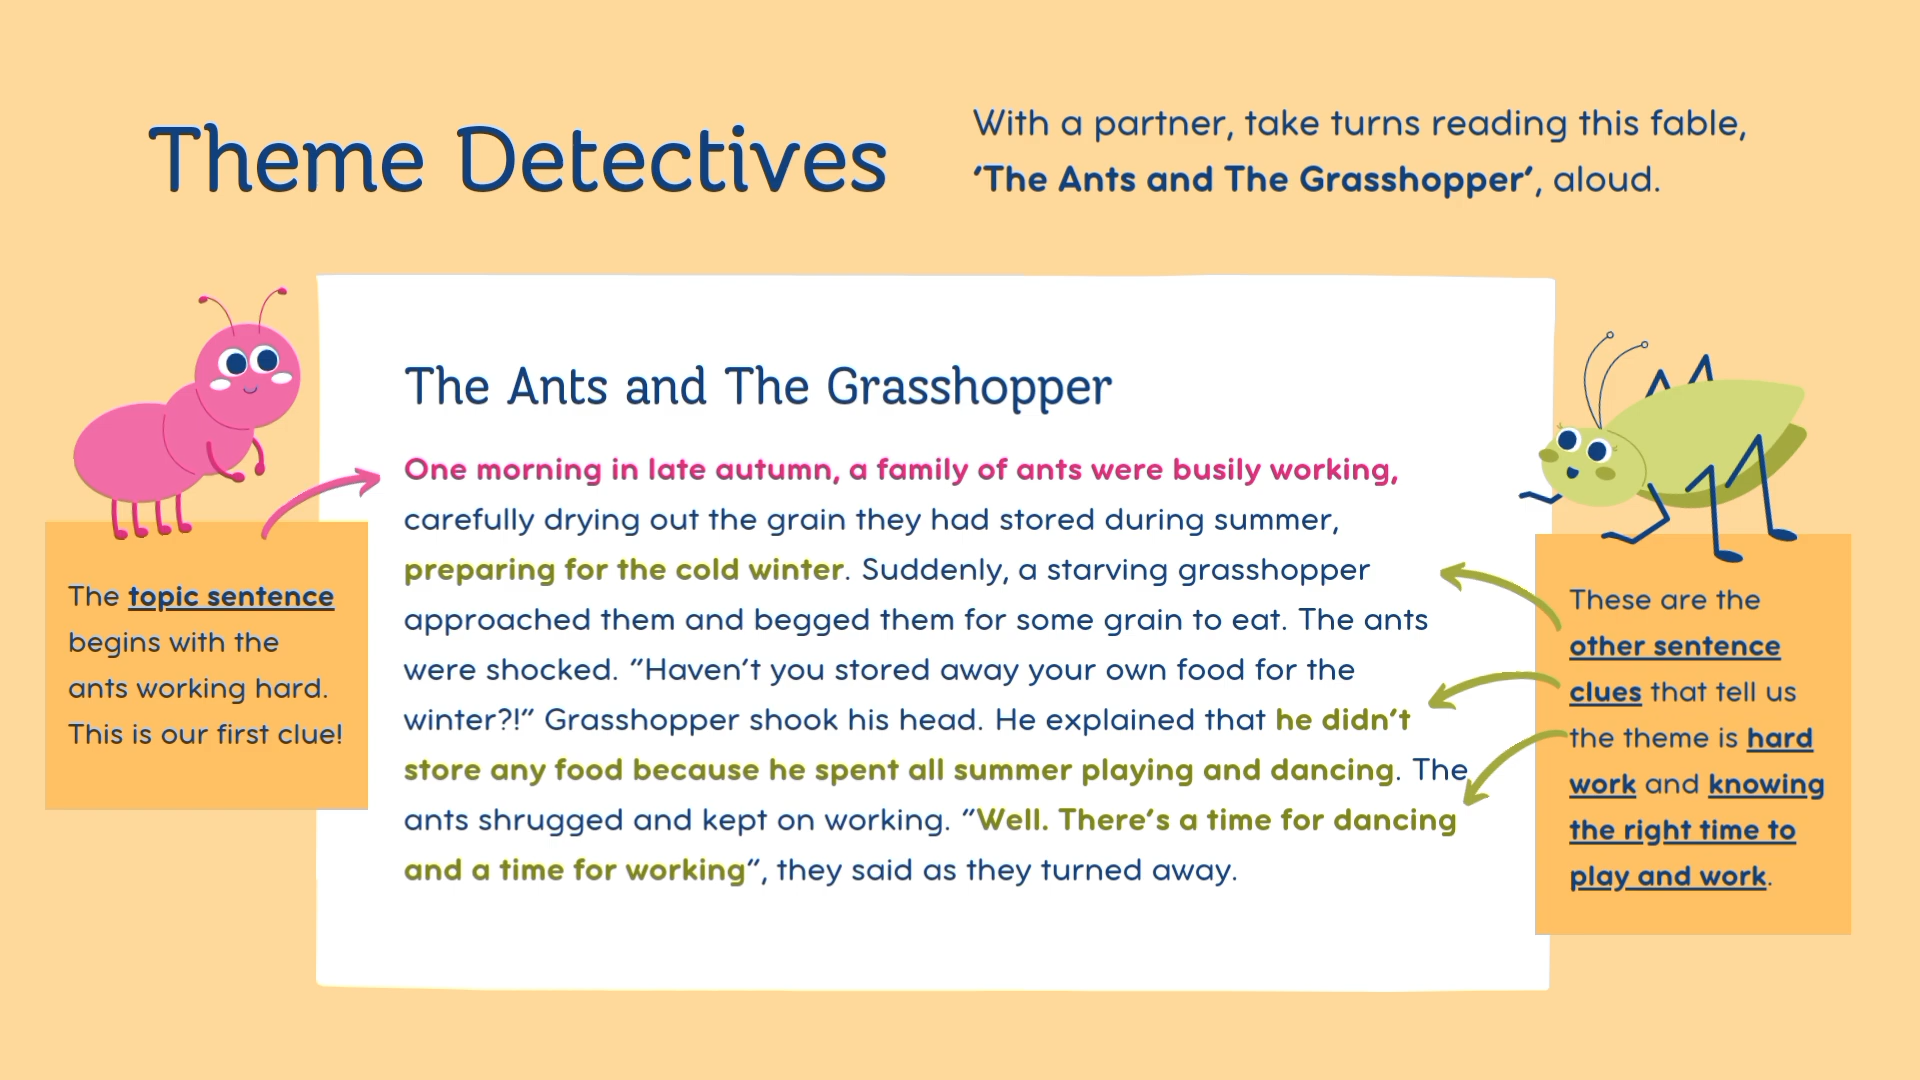 Theme Detectives
With a partner, take turns reading this fable,
‘The Ants and The Grasshopper’, aloud.
The Ants and The Grasshopper
One morning in late autumn, a family of ants were busily working,
carefully drying out the grain they had stored during summer,
preparing for the cold winter. Suddenly, a starving grasshopper
approached them and begged them for some grain to eat. The ants
were shocked. “Haven’t you stored away your own food for the
winter?!” Grasshopper shook his head. He explained that he didn’t
store any food because he spent all summer playing and dancing. The
ants shrugged and kept on working. “Well. There’s a time for dancing
and a time for working”, they said as they turned away.
The topic sentence
begins with the
ants working hard.
This is our first clue!
These are the
other sentence
clues that tell us
the theme is hard
work and knowing
the right time to
play and work.